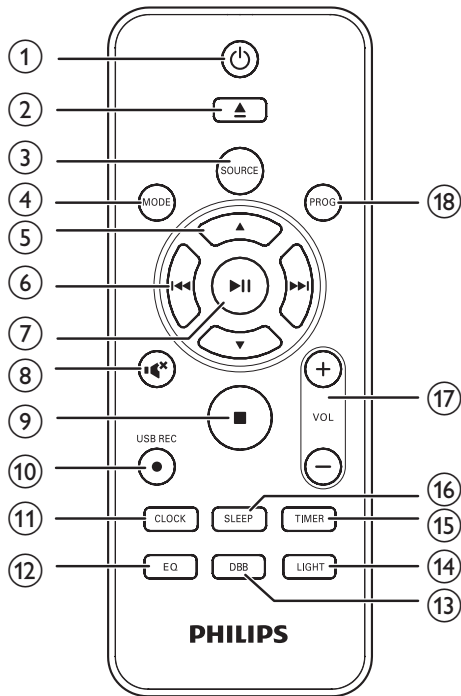 1
2
3
SOURCE
4
MODE
PROG
18
5
6
7
8
+
17
9
VOL
USB REC
10
16
11
CLOCK
SLEEP
TIMER
15
12
EQ
DBB
LIGHT
14
13
PHILIPS